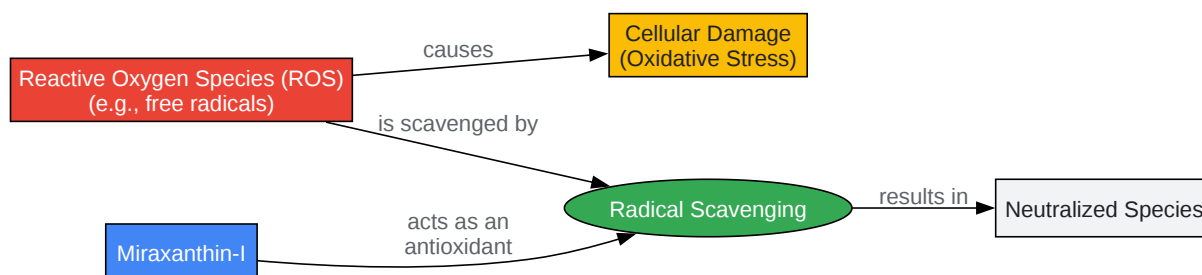 causes
Cellular Damage
(Oxidative Stress)
Reactive Oxygen Species (ROS)
(e.g., free radicals)
is scavenged by
Radical Scavenging
results in
Neutralized Species
acts as an
antioxidant
Miraxanthin-I